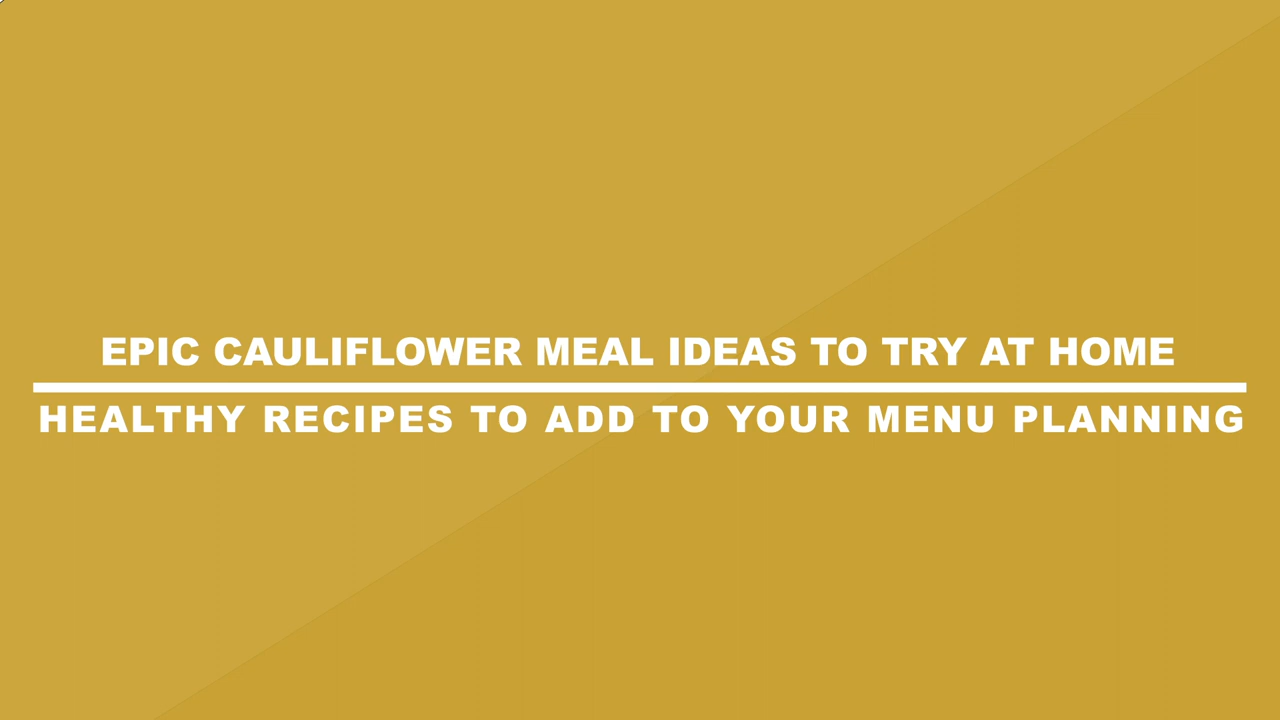 EPIC CAULIFLOWER MEAL IDEAS TO TRY AT HOME
HEALTHY RECIPES TO ADD TO YOUR MENU PLANNING